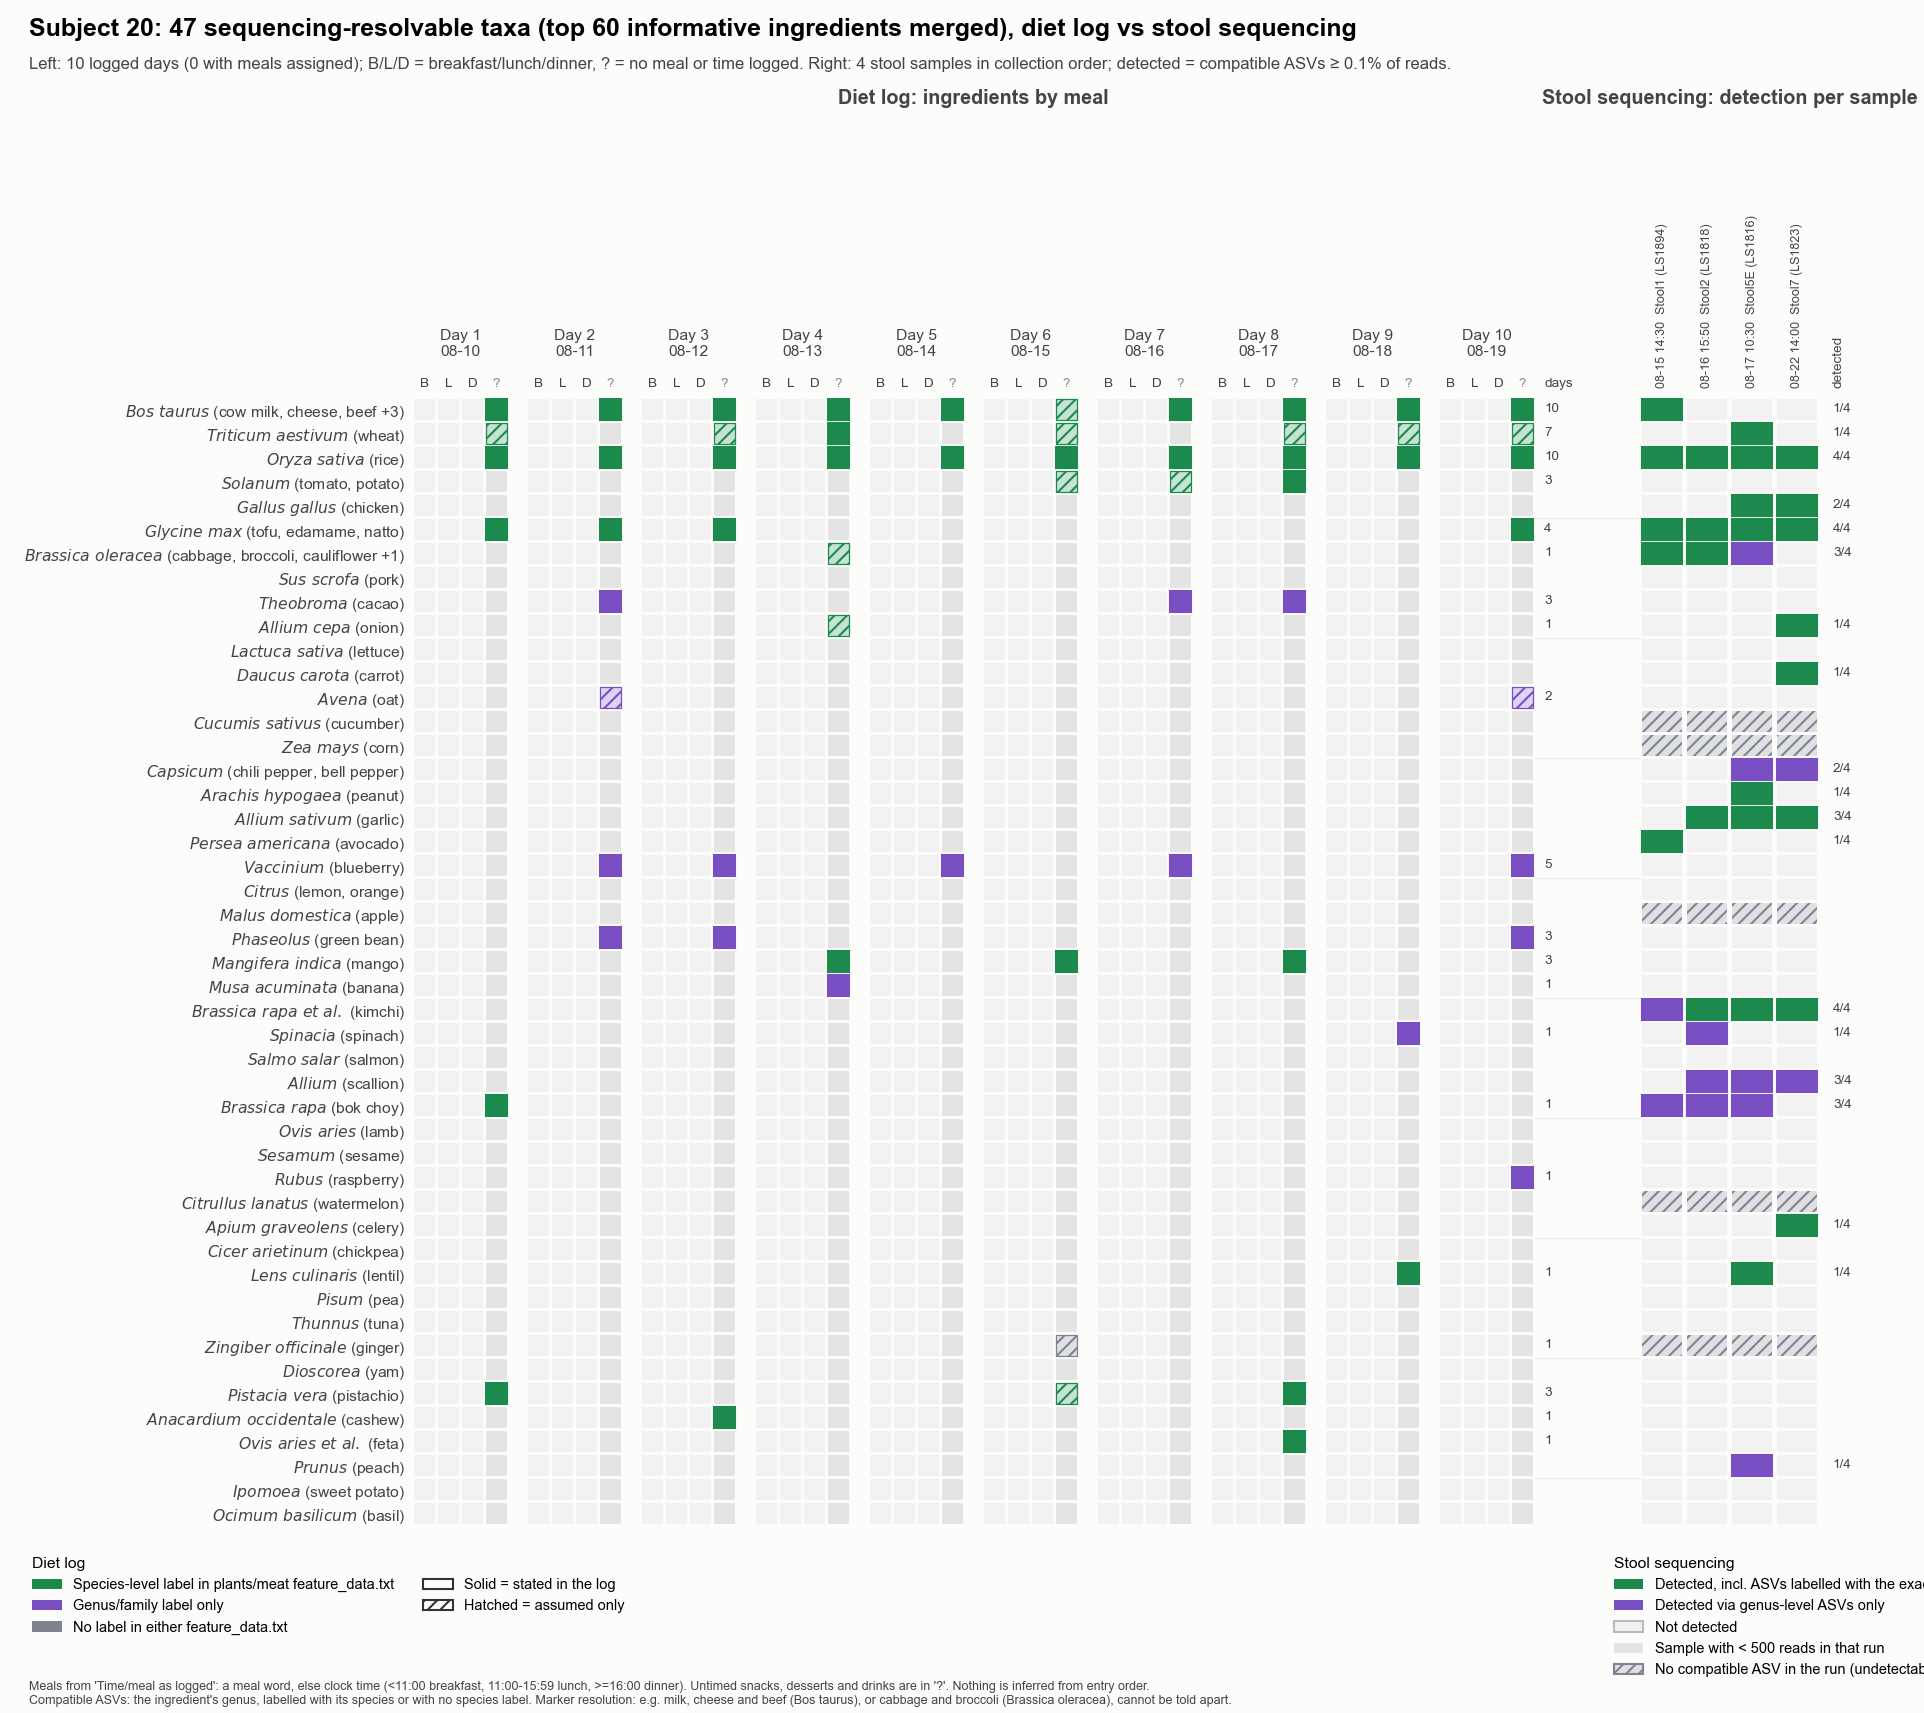 Subject 20: 47 sequencing-resolvable taxa (top 60 informative ingredients merged), diet log vs stool sequencing
Left: 10 logged days (0 with meals assigned); B/L/D = breakfast/lunch/dinner, ? = no meal or time logged. Right: 4 stool samples in collection order; detected = compatible ASVs ≥ 0.1% of reads.
Diet log: ingredients by meal
Stool sequencing: detection per sample
08-15 14:30 Stool1 (LS1894)
08-16 15:50 Stool2 (LS1818)
08-17 10:30 Stool5E (LS1816)
08-22 14:00 Stool7 (LS1823)
detected
Day 1 Day 2 Day 3 Day 4 Day 5 Day 6 Day 7 Day 8 Day 9 Day 10
08-10 08-11 08-12 08-13 08-14 08-15 08-16 08-17 08-18 08-19
B L D ? B L D ? B L D ? B L D ? B L D ? B L D ? B L D ? B L D ? B L D ? B L D ? days
Bos taurus (cow milk, cheese, beef +3) 10 1/4
Triticum aestivum (wheat) 7 1/4
Oryza sativa (rice) 10 4/4
Solanum (tomato, potato) 3
Gallus gallus (chicken) 2/4
Glycine max (tofu, edamame, natto) 4 4/4
Brassica oleracea (cabbage, broccoli, cauliflower +1) 1 3/4
Sus scrofa (pork)
Theobroma (cacao) 3
Allium cepa (onion) 1 1/4
Lactuca sativa (lettuce)
Daucus carota (carrot) 1/4
Avena (oat) 2
Cucumis sativus (cucumber)
Zea mays (corn)
Capsicum (chili pepper, bell pepper) 2/4
Arachis hypogaea (peanut) 1/4
Allium sativum (garlic) 3/4
Persea americana (avocado) 1/4
Vaccinium (blueberry) 5
Citrus (lemon, orange)
Malus domestica (apple)
Phaseolus (green bean) 3
Mangifera indica (mango) 3
Musa acuminata (banana) 1
Brassica rapa et al. (kimchi) 4/4
Spinacia (spinach) 1 1/4
Salmo salar (salmon)
Allium (scallion) 3/4
Brassica rapa (bok choy) 1 3/4
Ovis aries (lamb)
Sesamum (sesame)
Rubus (raspberry) 1
Citrullus lanatus (watermelon)
Apium graveolens (celery) 1/4
Cicer arietinum (chickpea)
Lens culinaris (lentil) 1 1/4
Pisum (pea)
Thunnus (tuna)
Zingiber officinale (ginger) 1
Dioscorea (yam)
Pistacia vera (pistachio) 3
Anacardium occidentale (cashew) 1
Ovis aries et al. (feta) 1
Prunus (peach) 1/4
Ipomoea (sweet potato)
Ocimum basilicum (basil)
Diet log
Species-level label in plants/meat feature_data.txt
Genus/family label only
No label in either feature_data.txt
Solid = stated in the log
Hatched = assumed only
Stool sequencing
Detected, incl. ASVs labelled with the exa
Detected via genus-level ASVs only
Not detected
Sample with < 500 reads in that run
No compatible ASV in the run (undetectab
Meals from 'Time/meal as logged': a meal word, else clock time (<11:00 breakfast, 11:00-15:59 lunch, >=16:00 dinner). Untimed snacks, desserts and drinks are in '?'. Nothing is inferred from entry order.
Compatible ASVs: the ingredient's genus, labelled with its species or with no species label. Marker resolution: e.g. milk, cheese and beef (Bos taurus), or cabbage and broccoli (Brassica oleracea), cannot be told apart.